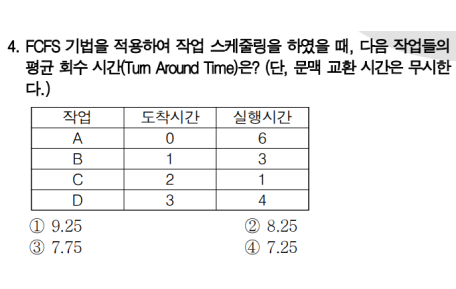 4. FCFS 기법을 적용하여 작업 스케줄링을 하였을 때, 다음 작업들의
평균 회수 시간(Turn Around Time)은? (단, 문맥 교환 시간은 무시한
다.)
작업 도착시간 실행시간
A 0 6
B 1 3
C 2 1
D 3 4
① 9.25 ② 8.25
③ 7.75 ④ 7.25